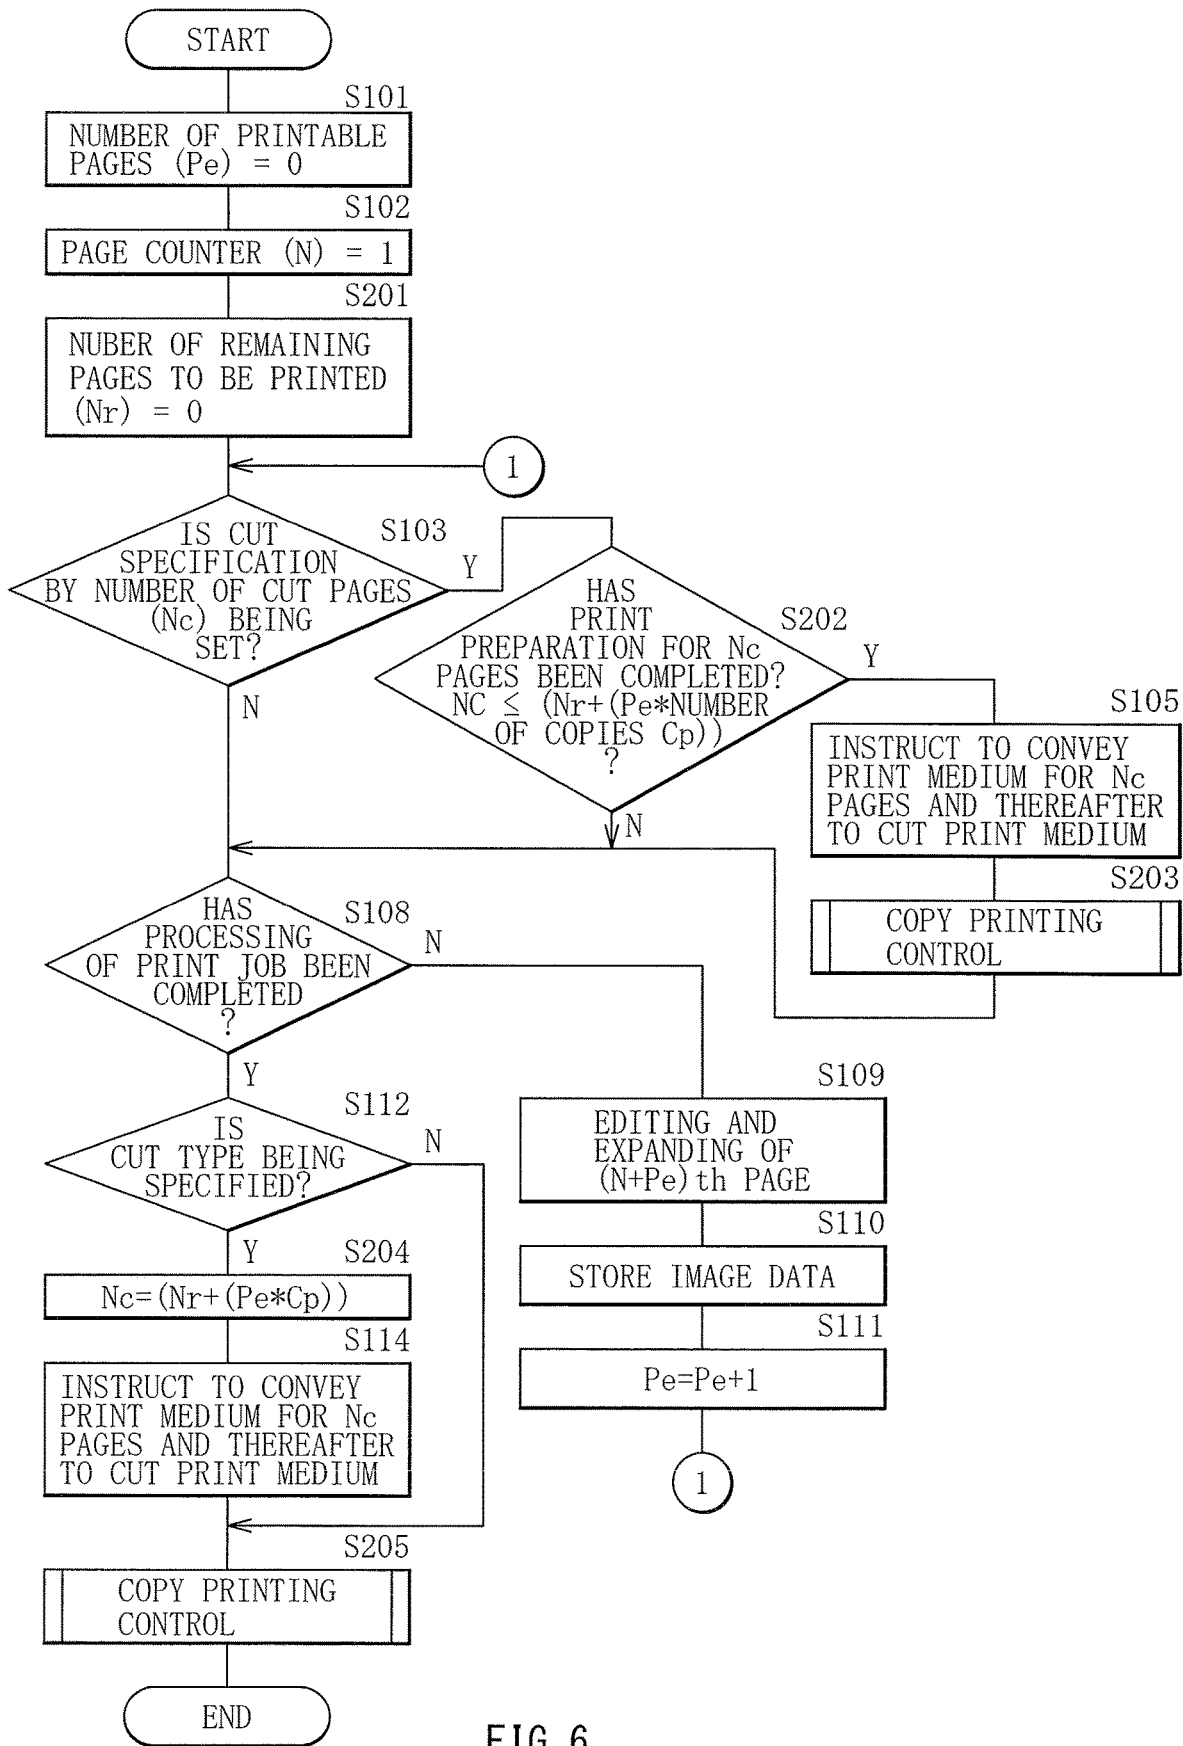 START
S101
NUMBER OF PRINTABLE
PAGES (Pe) = 0
S102
PAGE COUNTER (N) = 1
S201
NUBER OF REMAINING
PAGES TO BE PRINTED
(Nr) = 0
1
IS CUT
SPECIFICATION
BY NUMBER OF CUT PAGES
(Nc) BEING
SET?
S103
Y
N
HAS
PRINT
PREPARATION FOR Nc
PAGES BEEN COMPLETED?
NC ≤ (Nr+(Pe*NUMBER
OF COPIES Cp))
?
S202
Y
N
S105
INSTRUCT TO CONVEY
PRINT MEDIUM FOR Nc
PAGES AND THEREAFTER
TO CUT PRINT MEDIUM
S203
COPY PRINTING
CONTROL
HAS
PROCESSING
OF PRINT JOB BEEN
COMPLETED
?
S108
N
Y
S109
EDITING AND
EXPANDING OF
(N+Pe)th PAGE
S110
STORE IMAGE DATA
S111
Pe=Pe+1
1
IS
CUT TYPE BEING
SPECIFIED?
S112
N
Y
S204
Nc=(Nr+(Pe*Cp))
S114
INSTRUCT TO CONVEY
PRINT MEDIUM FOR Nc
PAGES AND THEREAFTER
TO CUT PRINT MEDIUM
S205
COPY PRINTING
CONTROL
END
FIG. 6